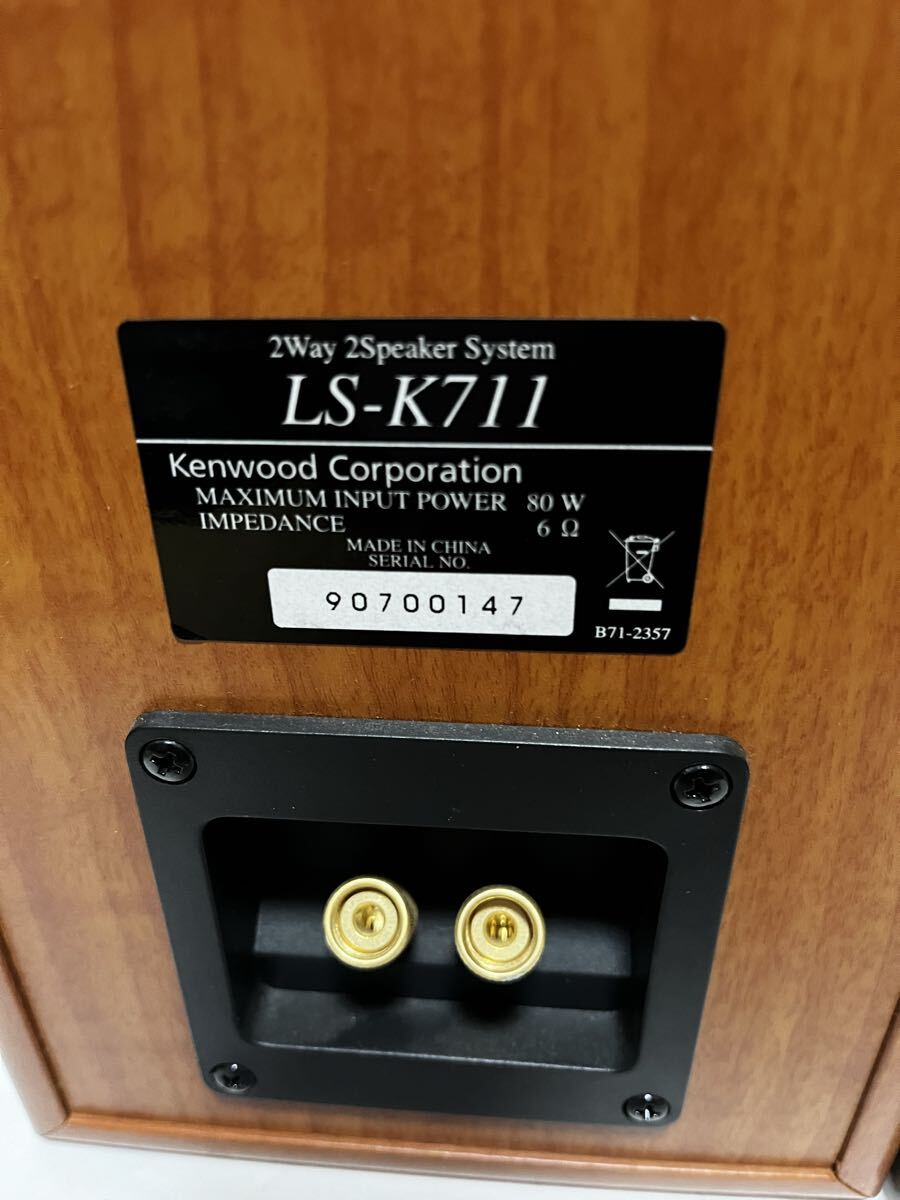 2Way 2Speaker System
LS-K711
Kenwood Corporation
MAXIMUM INPUT POWER 80 W
IMPEDANCE 6 Ω
MADE IN CHINA
SERIAL NO.
90700147
B71-2357